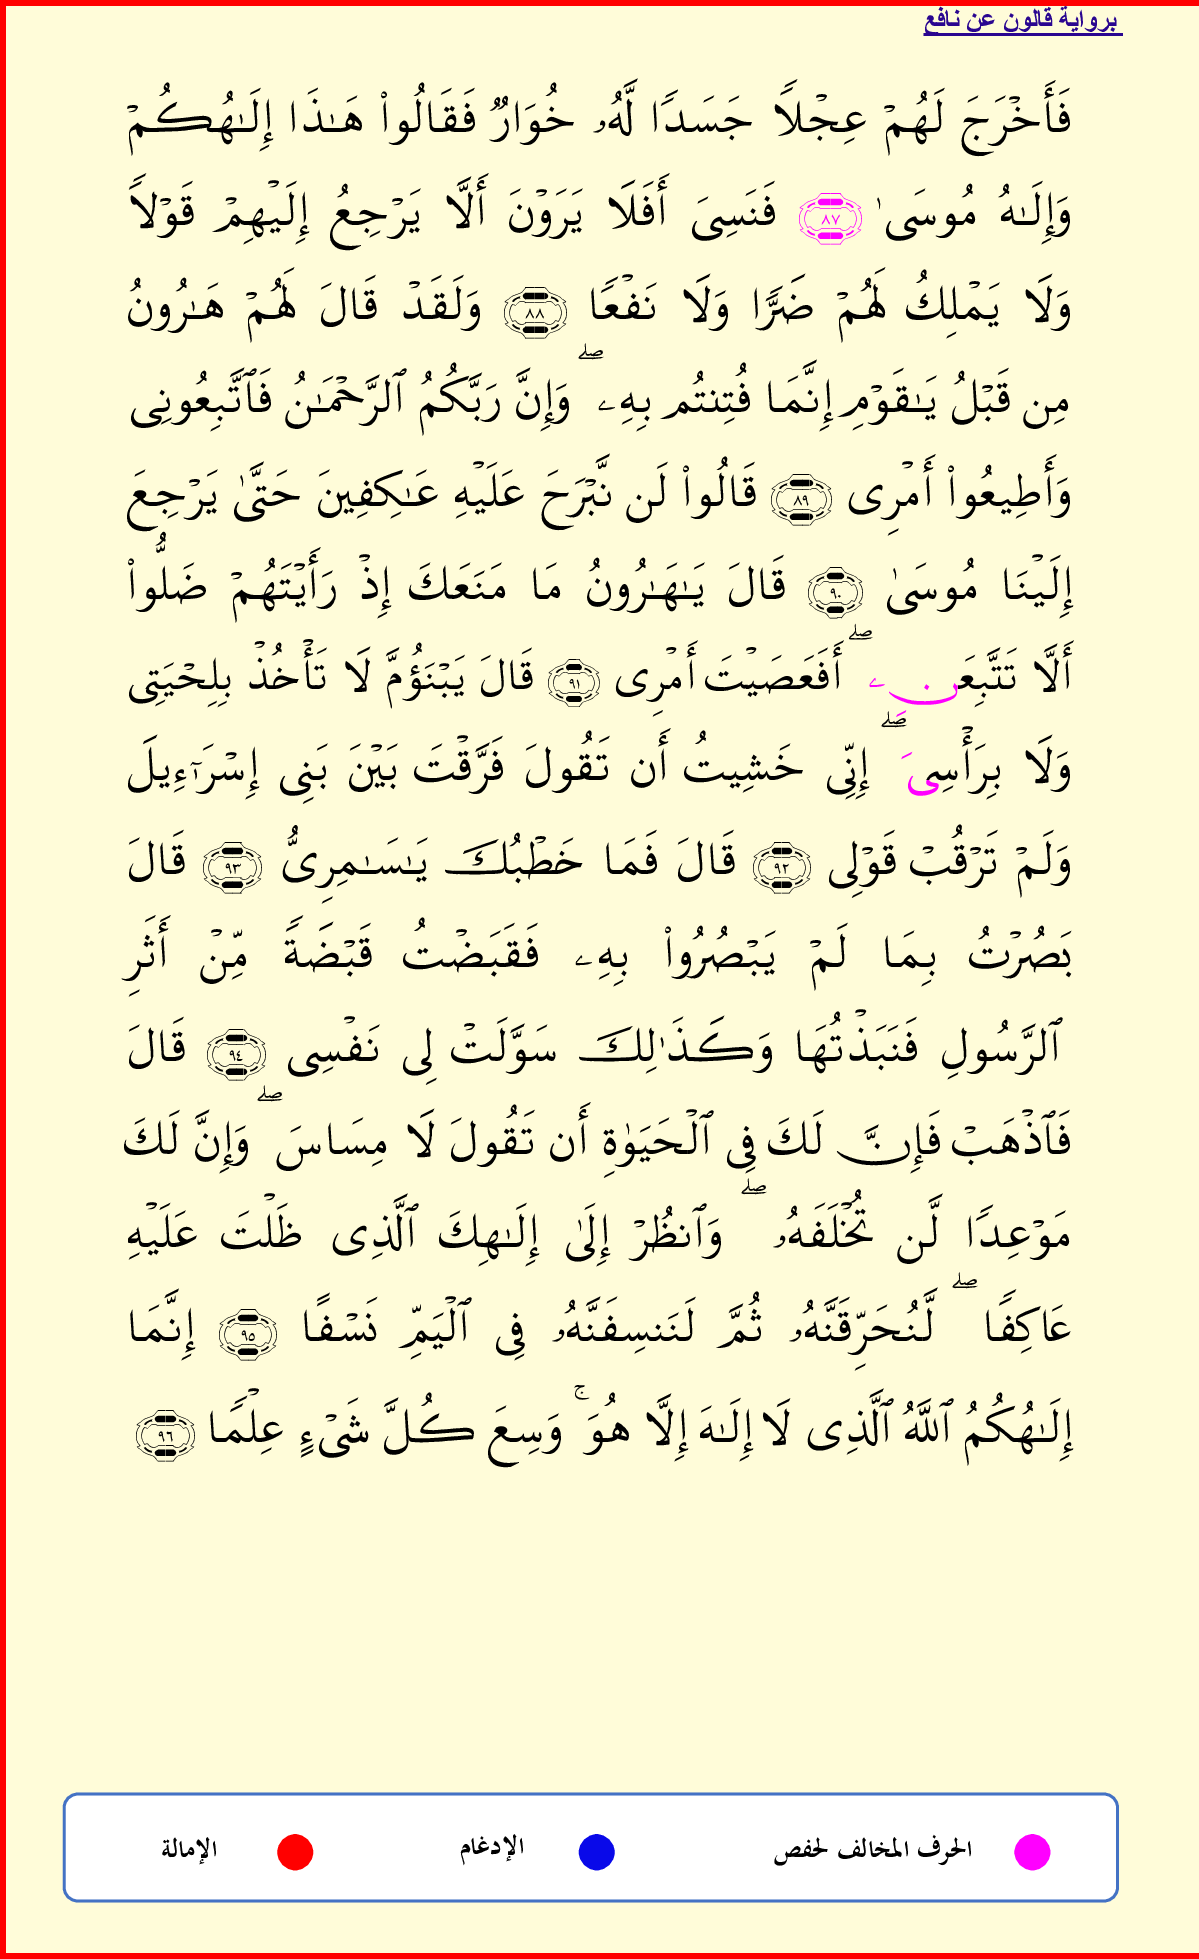 برواية قالون عن نافع
فَأَخْرَجَ لَهُمْ عِجْلًا جَسَدًا لَّهُۥ خُوَارٌ فَقَالُوا۟ هَـٰذَا إِلَـٰهُكُمْ
وَإِلَـٰهُ مُوسَىٰ ٨٧ فَنَسِىَ أَفَلَا يَرَوْنَ أَلَّا يَرْجِعُ إِلَيْهِمْ قَوْلًا
وَلَا يَمْلِكُ لَهُمْ ضَرًّا وَلَا نَفْعًا ٨٨ وَلَقَدْ قَالَ لَهُمْ هَـٰرُونُ
مِن قَبْلُ يَـٰقَوْمِ إِنَّمَا فُتِنتُم بِهِۦ ۖ وَإِنَّ رَبَّكُمُ ٱلرَّحْمَـٰنُ فَٱتَّبِعُونِى
وَأَطِيعُوا۟ أَمْرِى ٨٩ قَالُوا۟ لَن نَّبْرَحَ عَلَيْهِ عَـٰكِفِينَ حَتَّىٰ يَرْجِعَ
إِلَيْنَا مُوسَىٰ ٩٠ قَالَ يَـٰهَـٰرُونُ مَا مَنَعَكَ إِذْ رَأَيْتَهُمْ ضَلُّوا۟
أَلَّا تَتَّبِعَنِۦ ۖ أَفَعَصَيْتَ أَمْرِى ٩١ قَالَ يَبْنَؤُمَّ لَا تَأْخُذْ بِلِحْيَتِى
وَلَا بِرَأْسِىَ ۖ إِنِّى خَشِيتُ أَن تَقُولَ فَرَّقْتَ بَيْنَ بَنِى إِسْرَٓءِيلَ
وَلَمْ تَرْقُبْ قَوْلِى ٩٢ قَالَ فَمَا خَطْبُكَ يَـٰسَـٰمِرِىُّ ٩٣ قَالَ
بَصُرْتُ بِمَا لَمْ يَبْصُرُوا۟ بِهِۦ فَقَبَضْتُ قَبْضَةً مِّنْ أَثَرِ
ٱلرَّسُولِ فَنَبَذْتُهَا وَكَذَٰلِكَ سَوَّلَتْ لِى نَفْسِى ٩٤ قَالَ
فَٱذْهَبْ فَإِنَّ لَكَ فِى ٱلْحَيَوٰةِ أَن تَقُولَ لَا مِسَاسَ ۖ وَإِنَّ لَكَ
مَوْعِدًا لَّن تُخْلَفَهُۥ ۖ وَٱنظُرْ إِلَىٰ إِلَـٰهِكَ ٱلَّذِى ظَلْتَ عَلَيْهِ
عَاكِفًا ۖ لَّنُحَرِّقَنَّهُۥ ثُمَّ لَنَنسِفَنَّهُۥ فِى ٱلْيَمِّ نَسْفًا ٩٥ إِنَّمَا
إِلَـٰهُكُمُ ٱللَّهُ ٱلَّذِى لَا إِلَـٰهَ إِلَّا هُوَ ۚ وَسِعَ كُلَّ شَىْءٍ عِلْمًا ٩٦
الحرف المخالف لحفص الإدغام الإمالة